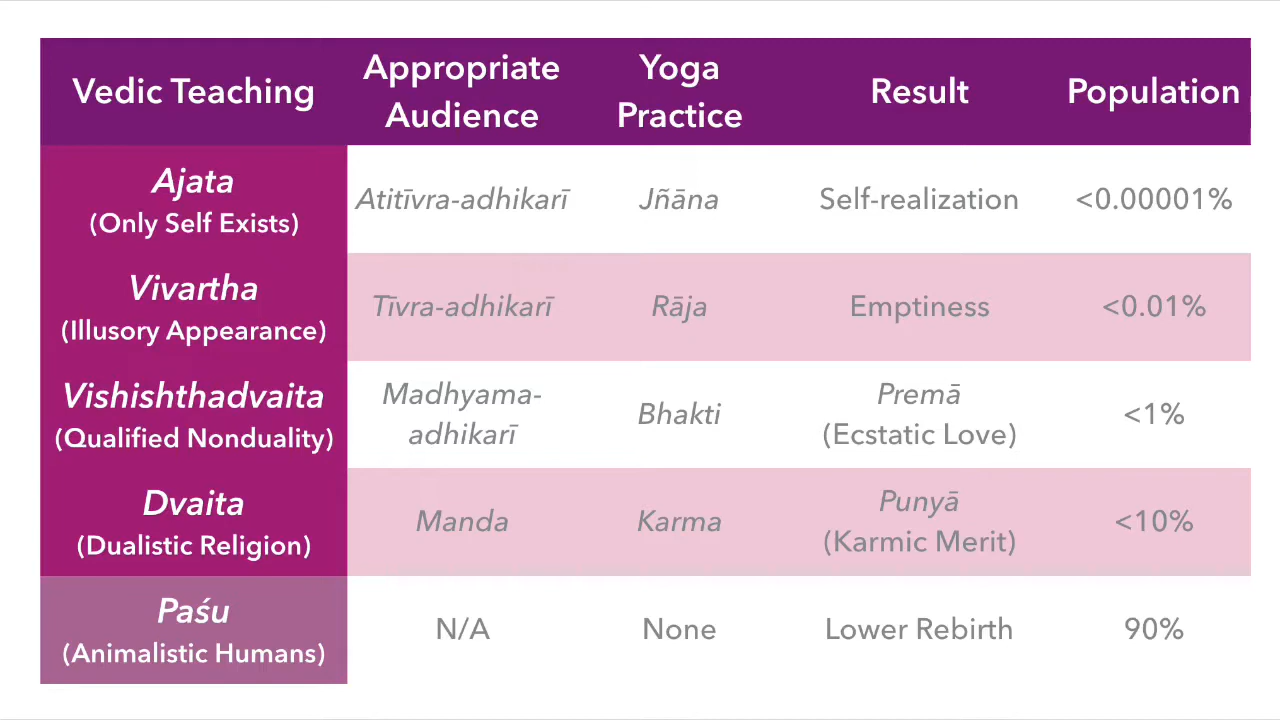 Vedic Teaching
Appropriate
Audience
Yoga
Practice
Result
Population
Ajata
(Only Self Exists)
Atitīvra-adhikarī
Jñāna
Self-realization
<0.00001%
Vivartha
(Illusory Appearance)
Tīvra-adhikarī
Rāja
Emptiness
<0.01%
Vishishthadvaita
(Qualified Nonduality)
Madhyama-
adhikarī
Bhakti
Premā
(Ecstatic Love)
<1%
Dvaita
(Dualistic Religion)
Manda
Karma
Punyā
(Karmic Merit)
<10%
Paśu
(Animalistic Humans)
N/A
None
Lower Rebirth
90%